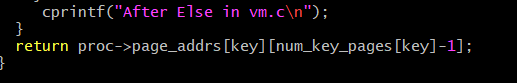 cprintf("After Else in vm.c\n");
}
return proc->page_addrs[key][num_key_pages[key]-1];
}